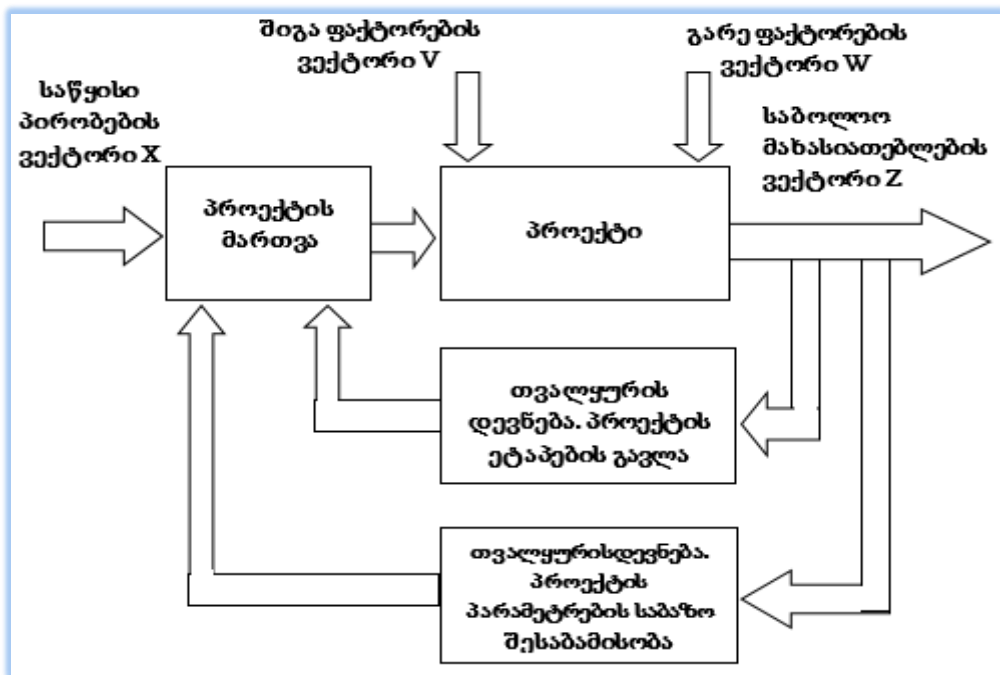 შიგა ფაქტორების
ვექტორი V
გარე ფაქტორების
ვექტორი W
საწყისი
პირობების
ვექტორი X
საბოლოო
მახასიათებლების
ვექტორი Z
პროექტის
მართვა
პროექტი
თვალყურის
დევნება. პროექტის
ეტაპების გავლა
თვალყურისდევნება.
პროექტის
პარამეტრების საბაზო
შესაბამისობა